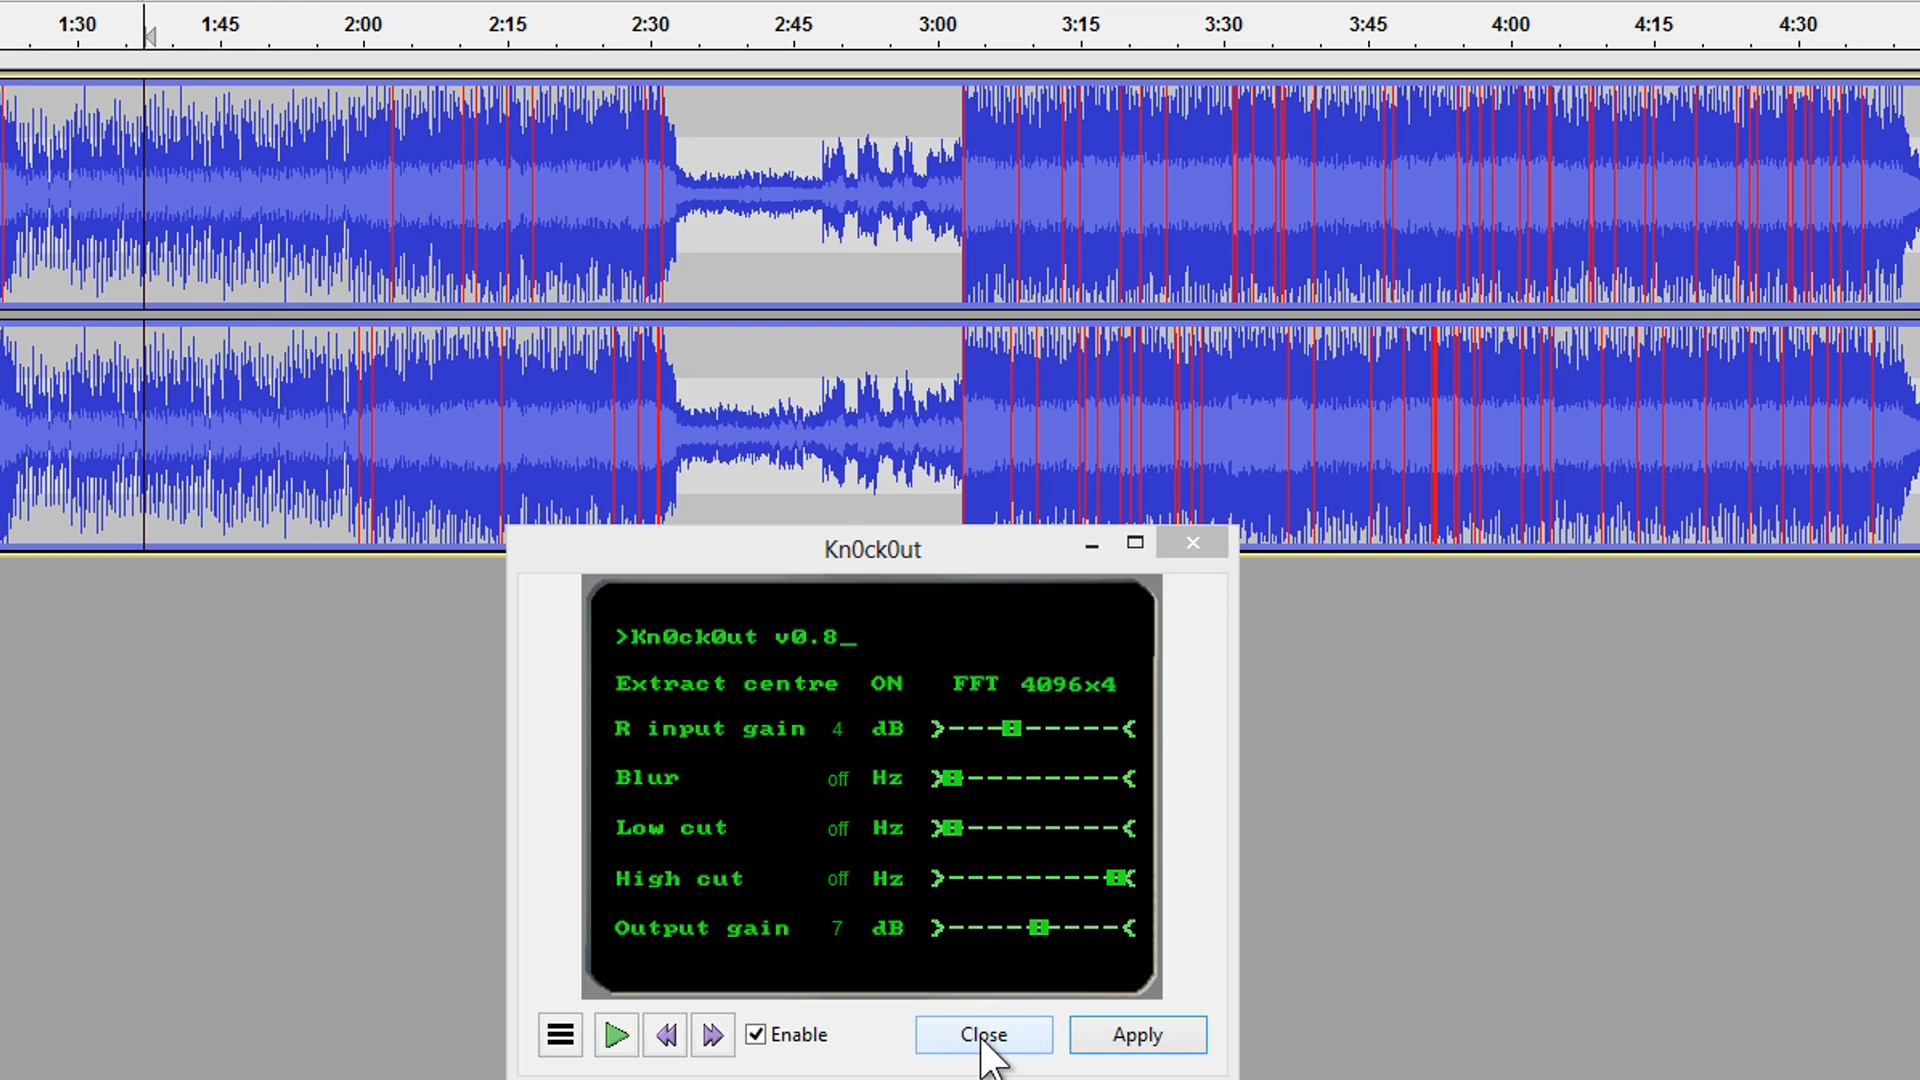 1:30 1:45 2:00 2:15 2:30 2:45 3:00 3:15 3:30 3:45 4:00 4:15 4:30
Kn0ck0ut
>Kn0ck0ut v0.8_
Extract centre ON FFT 4096x4
R input gain 4 dB
Blur off Hz
Low cut off Hz
High cut off Hz
Output gain 7 dB
Enable Close Apply